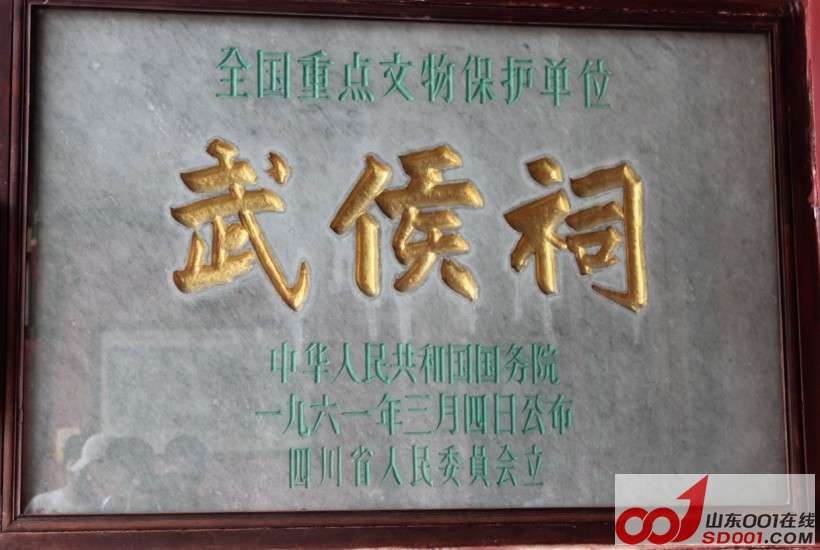 全国重点文物保护单位
武侯祠
中华人民共和国国务院
一九六一年三月四日公布
四川省人民委員会立
001 山东001在线
SD001.COM